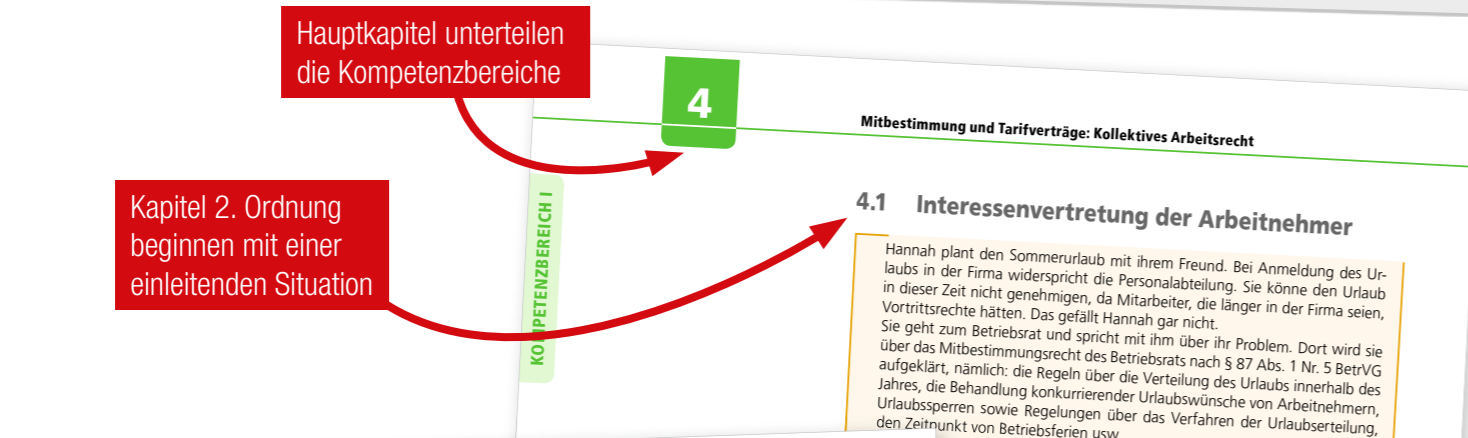 Hauptkapitel unterteilen
die Kompetenzbereiche
4
Mitbestimmung und Tarifverträge: Kollektives Arbeitsrecht
Kapitel 2. Ordnung
beginnen mit einer
einleitenden Situation
KOMPETENZBEREICH I
4.1 Interessenvertretung der Arbeitnehmer
Hannah plant den Sommerurlaub mit ihrem Freund. Bei Anmeldung des Ur-
laubs in der Firma widerspricht die Personalabteilung. Sie könne den Urlaub
in dieser Zeit nicht genehmigen, da Mitarbeiter, die länger in der Firma seien,
Vortrittsrechte hätten. Das gefällt Hannah gar nicht.
Sie geht zum Betriebsrat und spricht mit ihm über ihr Problem. Dort wird sie
über das Mitbestimmungsrecht des Betriebsrats nach § 87 Abs. 1 Nr. 5 BetrVG
aufgeklärt, nämlich: die Regeln über die Verteilung des Urlaubs innerhalb des
Jahres, die Behandlung konkurrierender Urlaubswünsche von Arbeitnehmern,
Urlaubssperren sowie Regelungen über das Verfahren der Urlaubserteilung,
den Zeitpunkt von Betriebsferien usw.